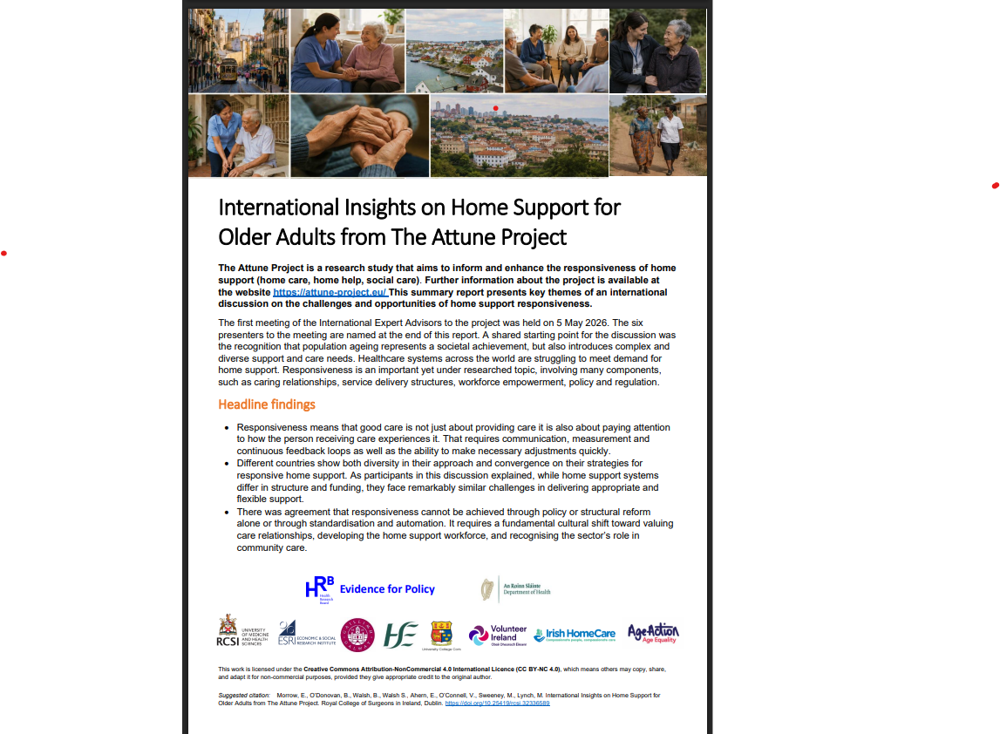 International Insights on Home Support for
Older Adults from The Attune Project
The Attune Project is a research study that aims to inform and enhance the responsiveness of home
support (home care, home help, social care). Further information about the project is available at
the website https://attune-project.eu/ This summary report presents key themes of an international
discussion on the challenges and opportunities of home support responsiveness.
The first meeting of the International Expert Advisors to the project was held on 5 May 2026. The six
presenters to the meeting are named at the end of this report. A shared starting point for the discussion was
the recognition that population ageing represents a societal achievement, but also introduces complex and
diverse support and care needs. Healthcare systems across the world are struggling to meet demand for
home support. Responsiveness is an important yet under researched topic, involving many components,
such as caring relationships, service delivery structures, workforce empowerment, policy and regulation.
Headline findings
• Responsiveness means that good care is not just about providing care it is also about paying attention
to how the person receiving care experiences it. That requires communication, measurement and
continuous feedback loops as well as the ability to make necessary adjustments quickly.
• Different countries show both diversity in their approach and convergence on their strategies for
responsive home support. As participants in this discussion explained, while home support systems
differ in structure and funding, they face remarkably similar challenges in delivering appropriate and
flexible support.
• There was agreement that responsiveness cannot be achieved through policy or structural reform
alone or through standardisation and automation. It requires a fundamental cultural shift toward valuing
care relationships, developing the home support workforce, and recognising the sector's role in
community care.
HRB
Health
Research
Board
Evidence for Policy
An Roinn Sláinte
Department of Health
RCSI
UNIVERSITY
OF MEDICINE
AND HEALTH
SCIENCES
ESRI
ECONOMIC & SOCIAL
RESEARCH INSTITUTE
University College Cork
Volunteer
Ireland
Irish HomeCare
Age Action
Age Equality
This work is licensed under the Creative Commons Attribution-NonCommercial 4.0 International Licence (CC BY-NC 4.0), which means others may copy, share,
and adapt it for non-commercial purposes, provided they give appropriate credit to the original author.
Suggested citation: Morrow, E., O'Donovan, B., Walsh, B., Walsh S., Ahern, E., O'Connell, V., Sweeney, M., Lynch, M. International Insights on Home Support for
Older Adults from The Attune Project. Royal College of Surgeons in Ireland, Dublin. https://doi.org/10.25419/rcsi.32336589